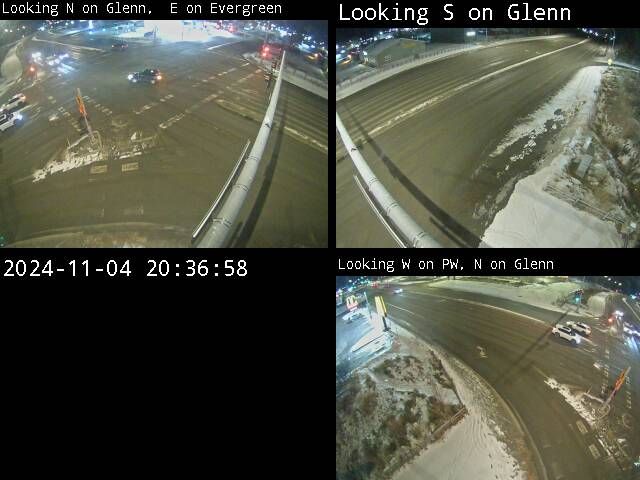 Looking N on Glenn,  E on Evergreen
Looking S on Glenn
2024-11-04 20:36:58
Looking W on PW, N on Glenn